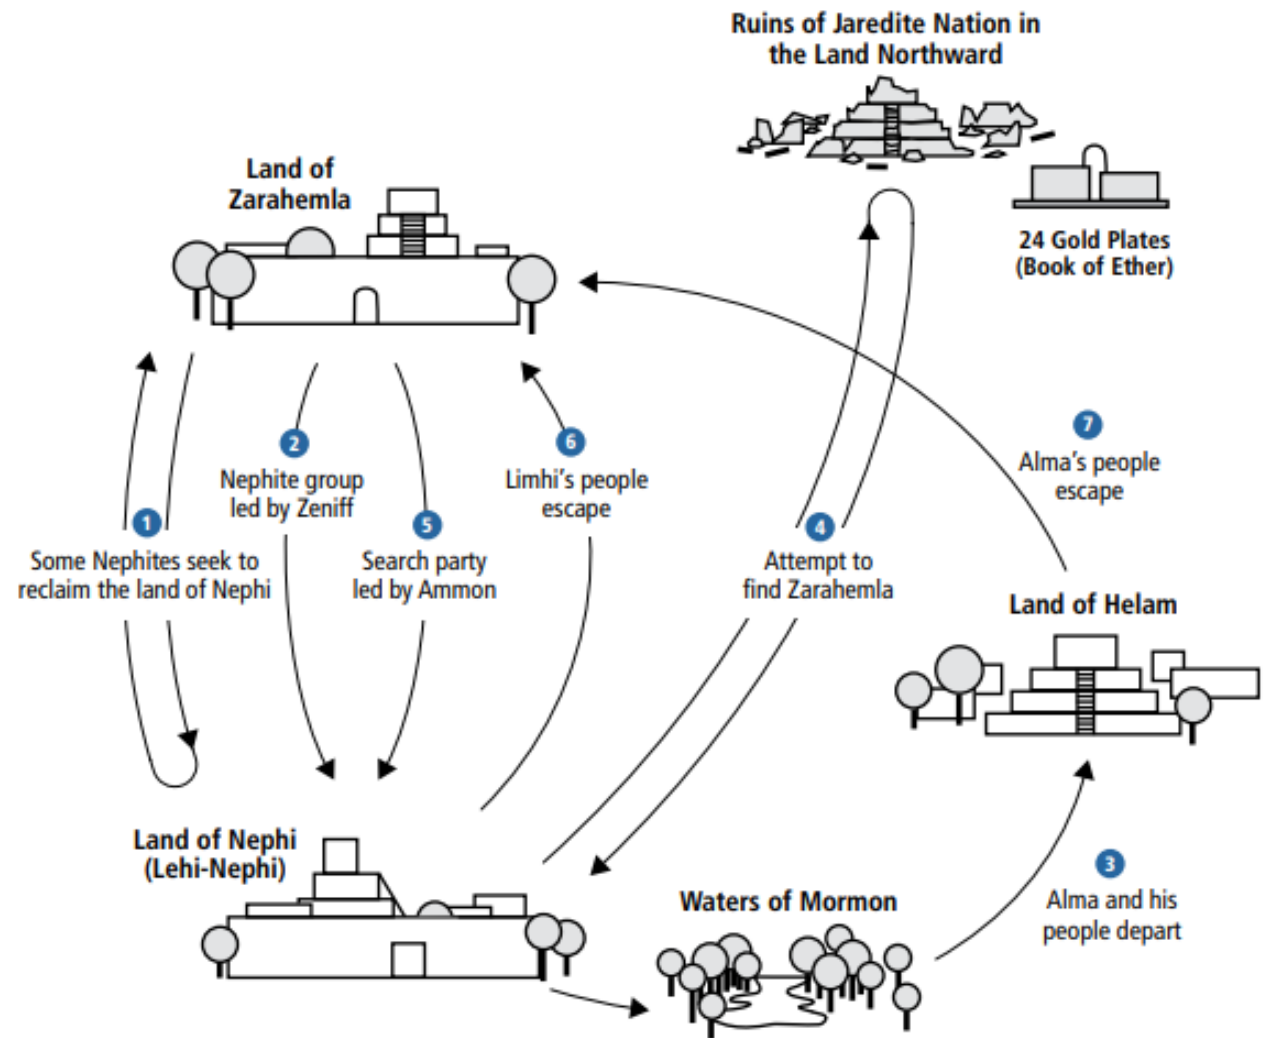 Ruins of Jaredite Nation in
the Land Northward
24 Gold Plates
(Book of Ether)
Land of
Zarahemla
1
Some Nephites seek to
reclaim the land of Nephi
2
Nephite group
led by Zeniff
5
Search party
led by Ammon
6
Limhi's people
escape
4
Attempt to
find Zarahemla
7
Alma's people
escape
Land of Helam
Land of Nephi
(Lehi-Nephi)
Waters of Mormon
3
Alma and his
people depart